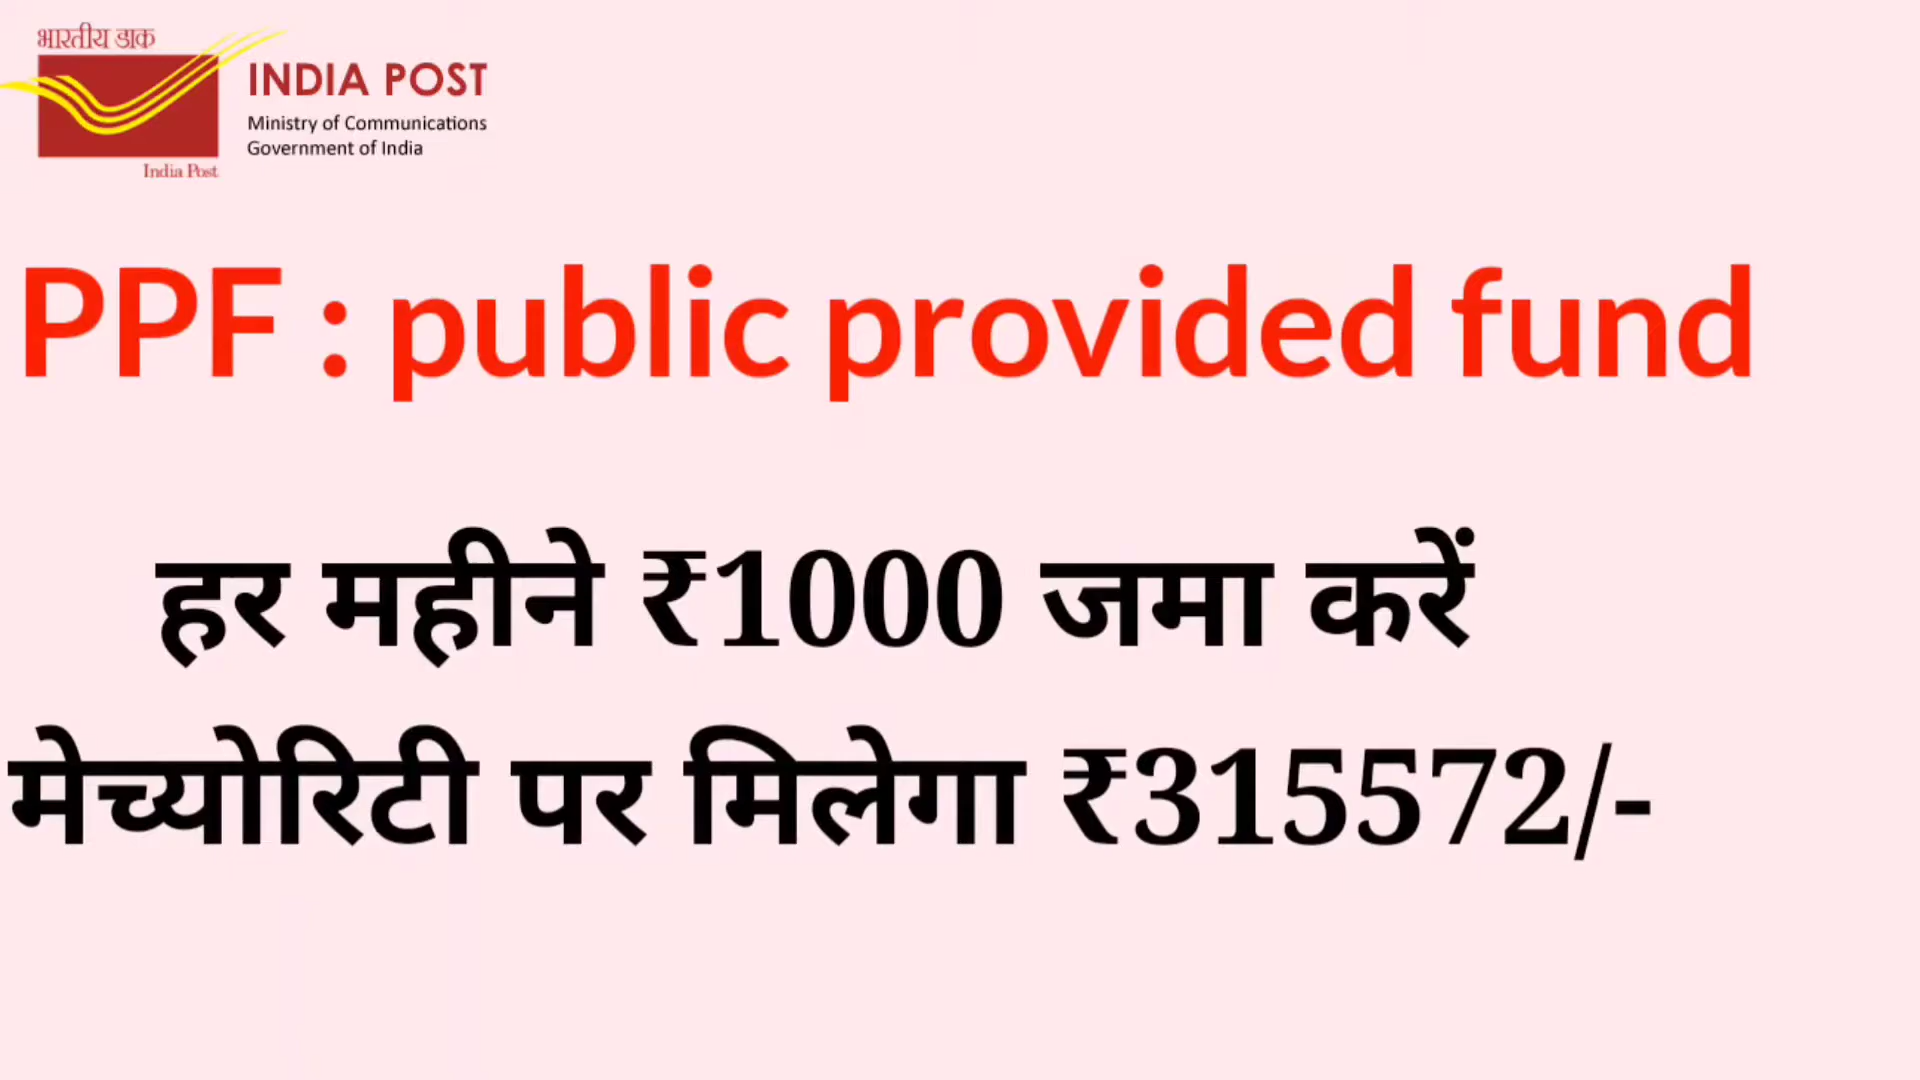 भारतीय डाक
INDIA POST
Ministry of Communications
Government of India
India Post
PPF : public provided fund
हर महीने ₹1000 जमा करें
मेच्योरिटी पर मिलेगा ₹315572/-